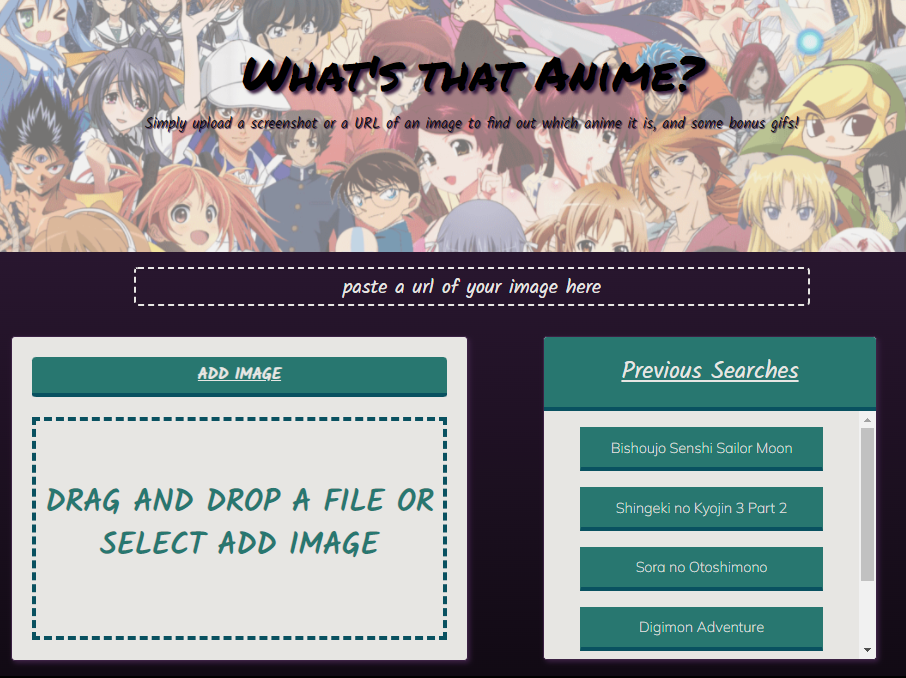 What's that Anime?
Simply upload a screenshot or a URL of an image to find out which anime it is, and some bonus gifs!
paste a url of your image here
ADD IMAGE
DRAG AND DROP A FILE OR
SELECT ADD IMAGE
Previous Searches
Bishoujo Senshi Sailor Moon
Shingeki no Kyojin 3 Part 2
Sora no Otoshimono
Digimon Adventure